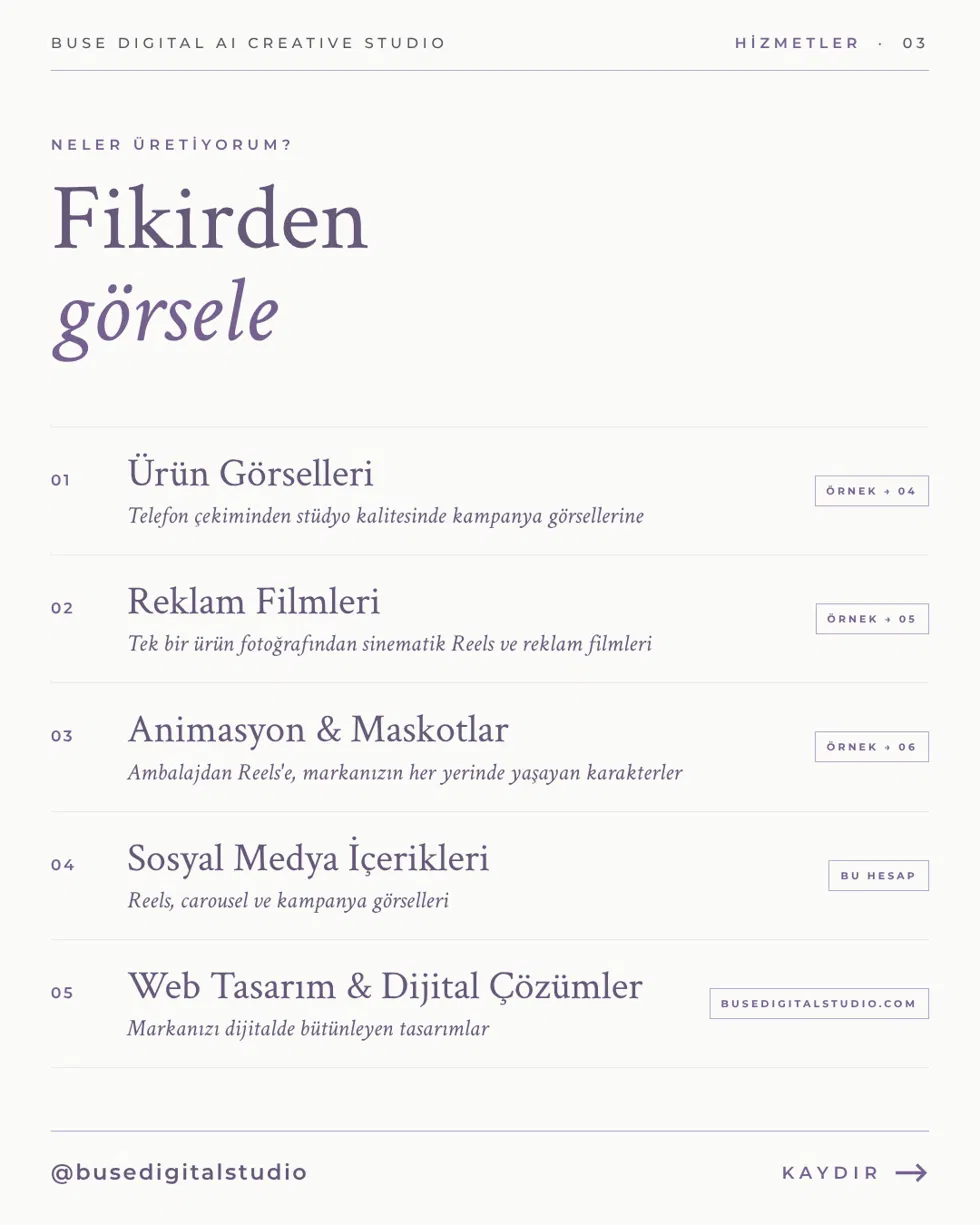 BUSE DIGITAL AI CREATIVE STUDIO
HİZMETLER · 03
NELER ÜRETİYORUM?
Fikirden
görsele
01
Ürün Görselleri
Telefon çekiminden stüdyo kalitesinde kampanya görsellerine
ÖRNEK → 04
02
Reklam Filmleri
Tek bir ürün fotoğrafından sinematik Reels ve reklam filmleri
ÖRNEK → 05
03
Animasyon & Maskotlar
Ambalajdan Reels'e, markanızın her yerinde yaşayan karakterler
ÖRNEK → 06
04
Sosyal Medya İçerikleri
Reels, carousel ve kampanya görselleri
BU HESAP
05
Web Tasarım & Dijital Çözümler
Markanızı dijitalde bütünleyen tasarımlar
BUSEDIGITALSTUDIO.COM
@busedigitalstudio
KAYDIR →